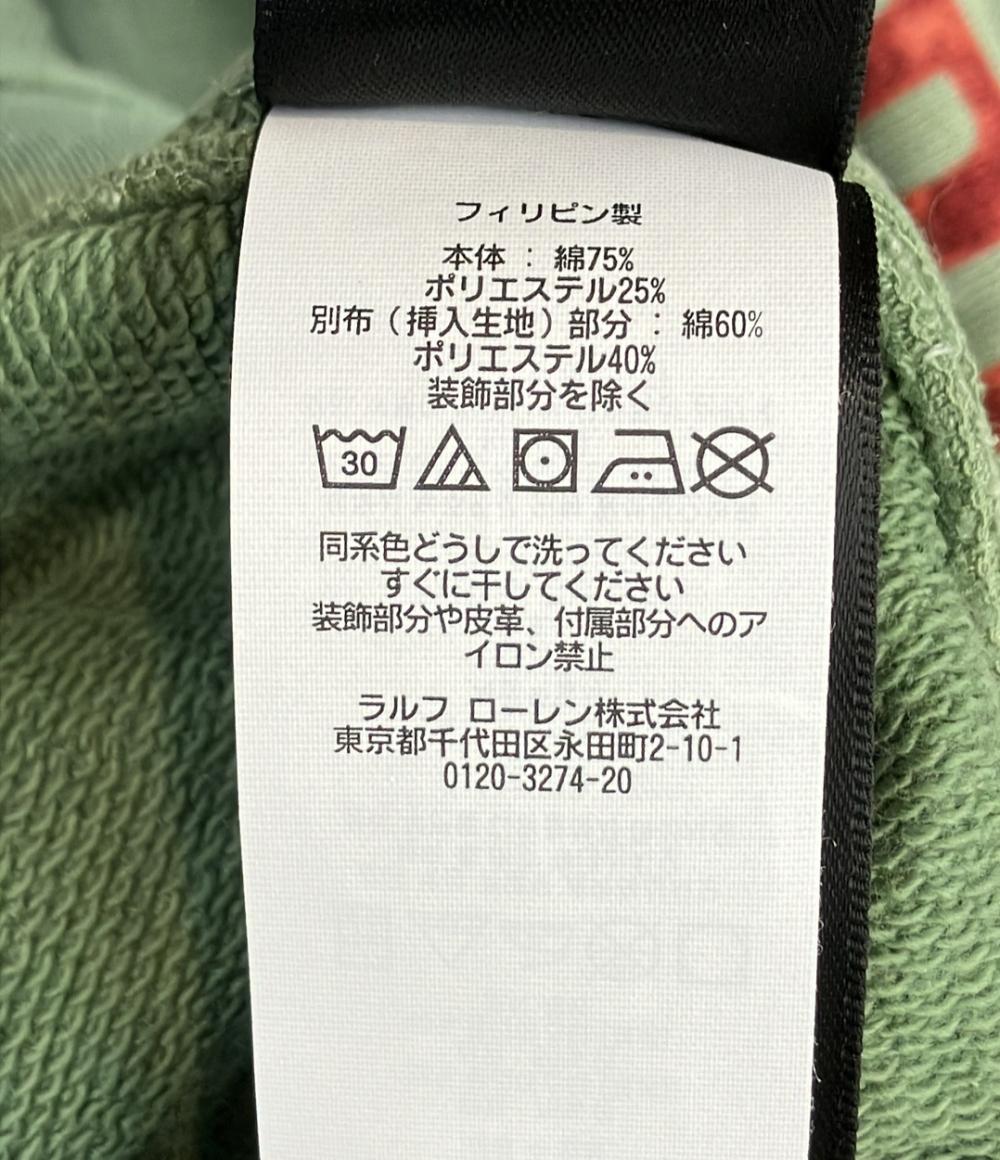 フィリピン製
本体 : 綿75%
ポリエステル25%
別布（挿入生地）部分 : 綿60%
ポリエステル40%
装飾部分を除く
30
同系色どうしで洗ってください
すぐに干してください
装飾部分や皮革、付属部分へのア
イロン禁止
ラルフ ローレン株式会社
東京都千代田区永田町2-10-1
0120-3274-20